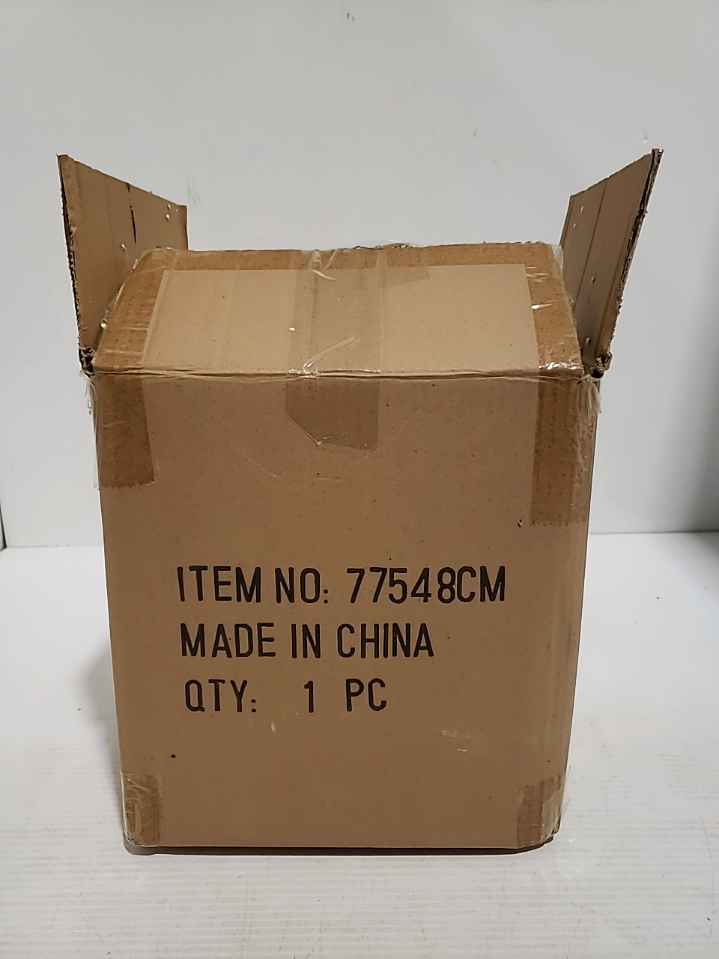 ITEM NO: 77548CM
MADE IN CHINA
QTY: 1 PC